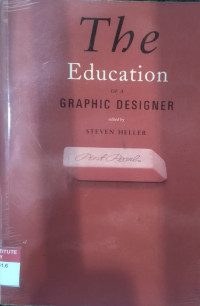 The
Education
OF A
GRAPHIC DESIGNER
edited by
STEVEN HELLER